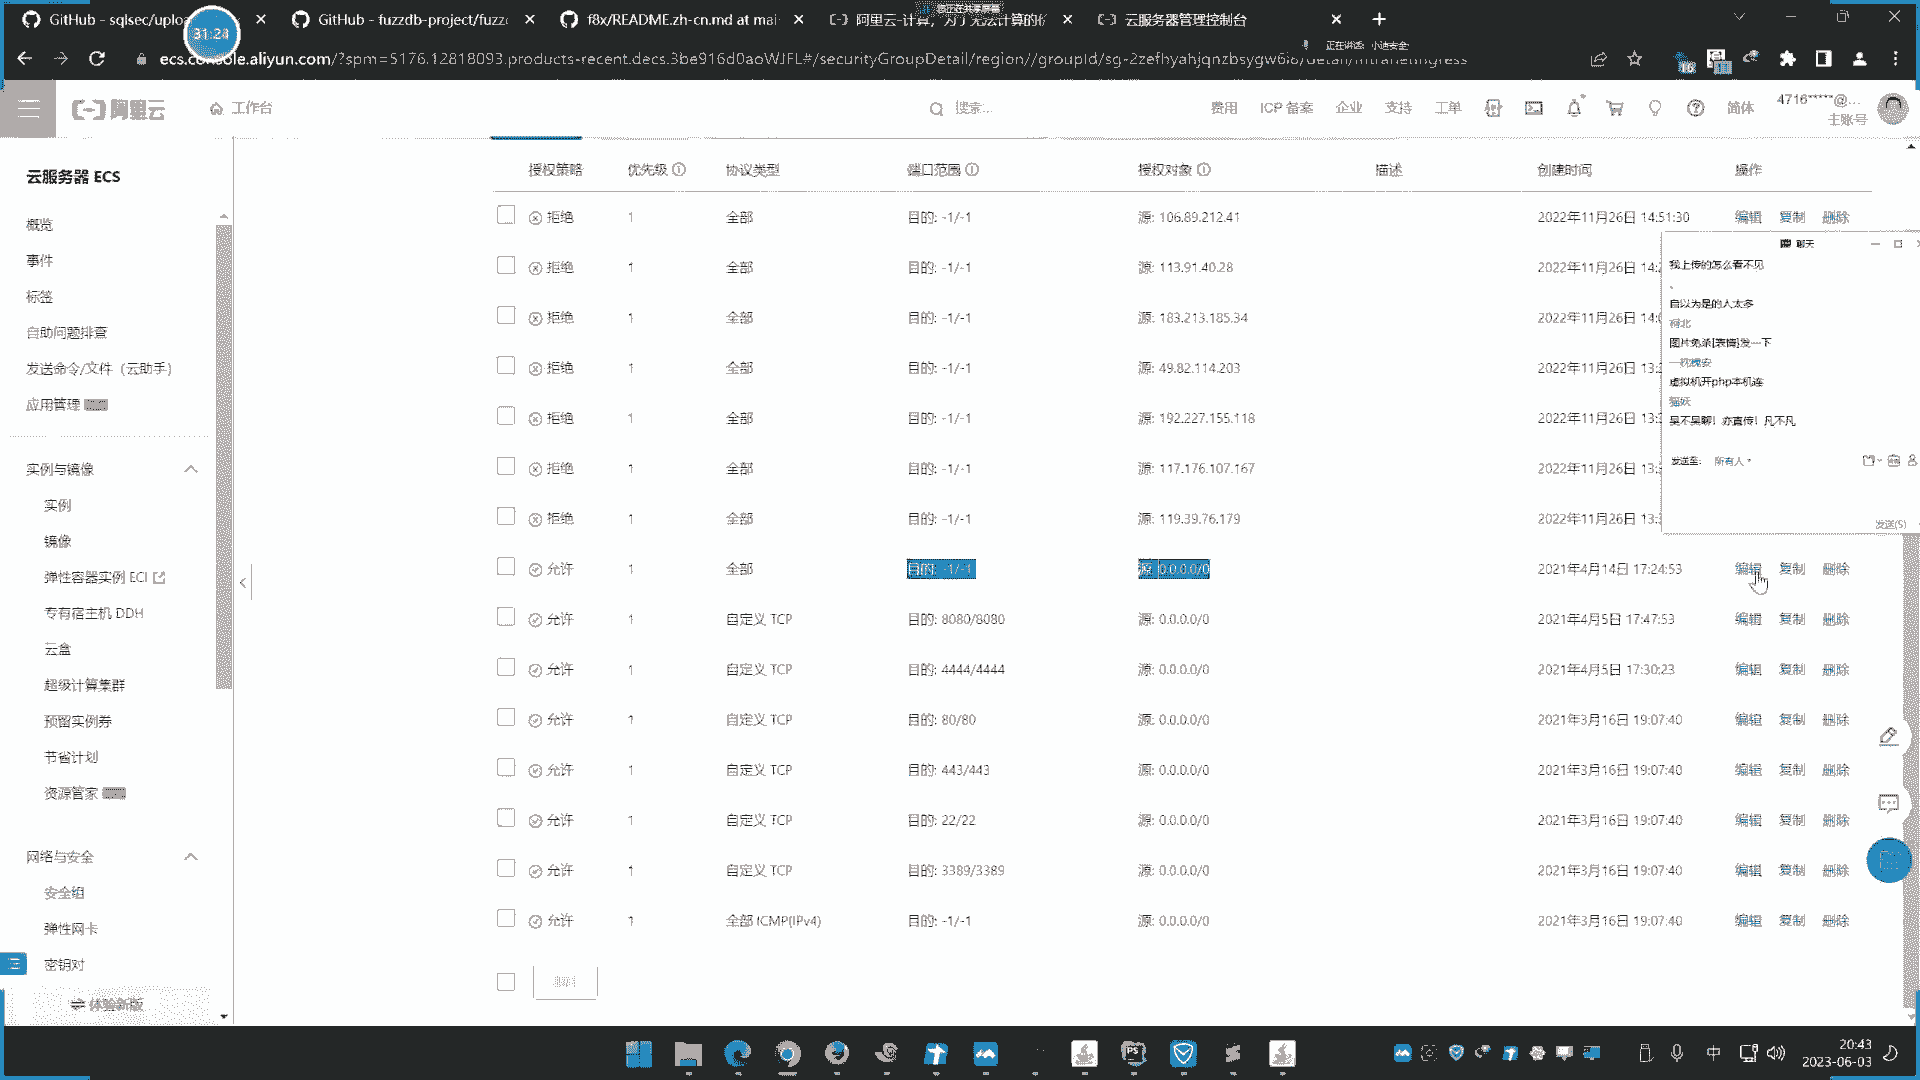 GitHub - sqlsec/uploa
GitHub - fuzzdb-project/fuzzd
f8x/README.zh-cn.md at mai
阿里云-计算，为了无法计算的价
云服务器管理控制台
31:24
正在讲话: 小迪安全
ecs.console.aliyun.com/?spm=5176.12818093.products-recent.decs.3be916d0aoWJFL#/securityGroupDetail/region//groupId/sg-2zefhyahjqnzbsygw6i8/detail/intranetIngress
阿里云
工作台
搜索...
费用
ICP 备案
企业
支持
工单
简体
4716*****@...
主账号
云服务器 ECS
概览
事件
标签
自助问题排查
发送命令/文件（云助手）
应用管理
实例与镜像
实例
镜像
弹性容器实例 ECI
专有宿主机 DDH
云盒
超级计算集群
预留实例券
节省计划
资源管家
网络与安全
安全组
弹性网卡
密钥对
体验新版
授权策略 优先级 协议类型 端口范围 授权对象 描述 创建时间 操作
拒绝 1 全部 目的: -1/-1 源: 106.89.212.41 2022年11月26日 14:51:30 编辑 复制 删除
拒绝 1 全部 目的: -1/-1 源: 113.91.40.28 2022年11月26日 14:2
拒绝 1 全部 目的: -1/-1 源: 183.213.185.34 2022年11月26日 14:0
拒绝 1 全部 目的: -1/-1 源: 49.82.114.203 2022年11月26日 13:
拒绝 1 全部 目的: -1/-1 源: 192.227.155.118 2022年11月26日 13:
拒绝 1 全部 目的: -1/-1 源: 117.176.107.167 2022年11月26日 13:
拒绝 1 全部 目的: -1/-1 源: 119.39.76.179 2022年11月26日 13:
允许 1 全部 目的: -1/-1 源: 0.0.0.0/0 2021年4月14日 17:24:53 编辑 复制 删除
允许 1 自定义 TCP 目的: 8080/8080 源: 0.0.0.0/0 2021年4月5日 17:47:53 编辑 复制 删除
允许 1 自定义 TCP 目的: 4444/4444 源: 0.0.0.0/0 2021年4月5日 17:30:23 编辑 复制 删除
允许 1 自定义 TCP 目的: 80/80 源: 0.0.0.0/0 2021年3月16日 19:07:40 编辑 复制 删除
允许 1 自定义 TCP 目的: 443/443 源: 0.0.0.0/0 2021年3月16日 19:07:40 编辑 复制 删除
允许 1 自定义 TCP 目的: 22/22 源: 0.0.0.0/0 2021年3月16日 19:07:40 编辑 复制 删除
允许 1 自定义 TCP 目的: 3389/3389 源: 0.0.0.0/0 2021年3月16日 19:07:40 编辑 复制 删除
允许 1 全部 ICMP(IPv4) 目的: -1/-1 源: 0.0.0.0/0 2021年3月16日 19:07:40 编辑 复制 删除
删除
聊天
我上传的怎么看不见
自以为是的人太多
柯北
图片免杀[表情]发一下
虚拟机开php本机连
猫妖
吴不吴聊！亦直传！凡不凡
发送至: 所有人
发送(S)
中
20:43
2023-06-03